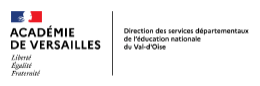 ACADÉMIE
DE VERSAILLES
Liberté
Égalité
Fraternité
Direction des services départementaux
de l'éducation nationale
du Val-d'Oise